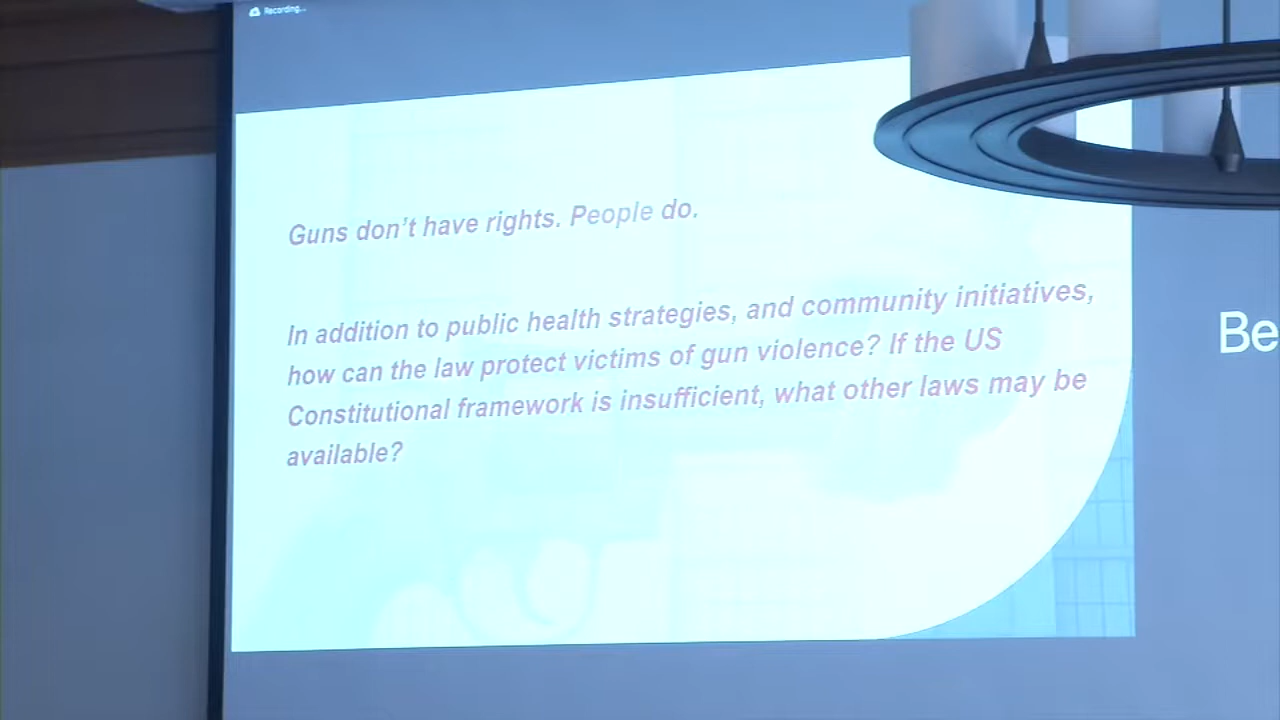 Recording...
Guns don't have rights. People do.
In addition to public health strategies, and community initiatives,
how can the law protect victims of gun violence? If the US
Constitutional framework is insufficient, what other laws may be
available?
Be